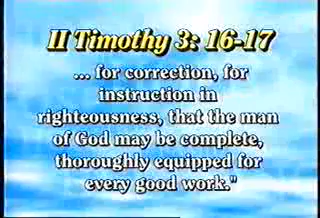 II Timothy 3: 16-17
... for correction, for
instruction in
righteousness, that the man
of God may be complete,
thoroughly equipped for
every good work."